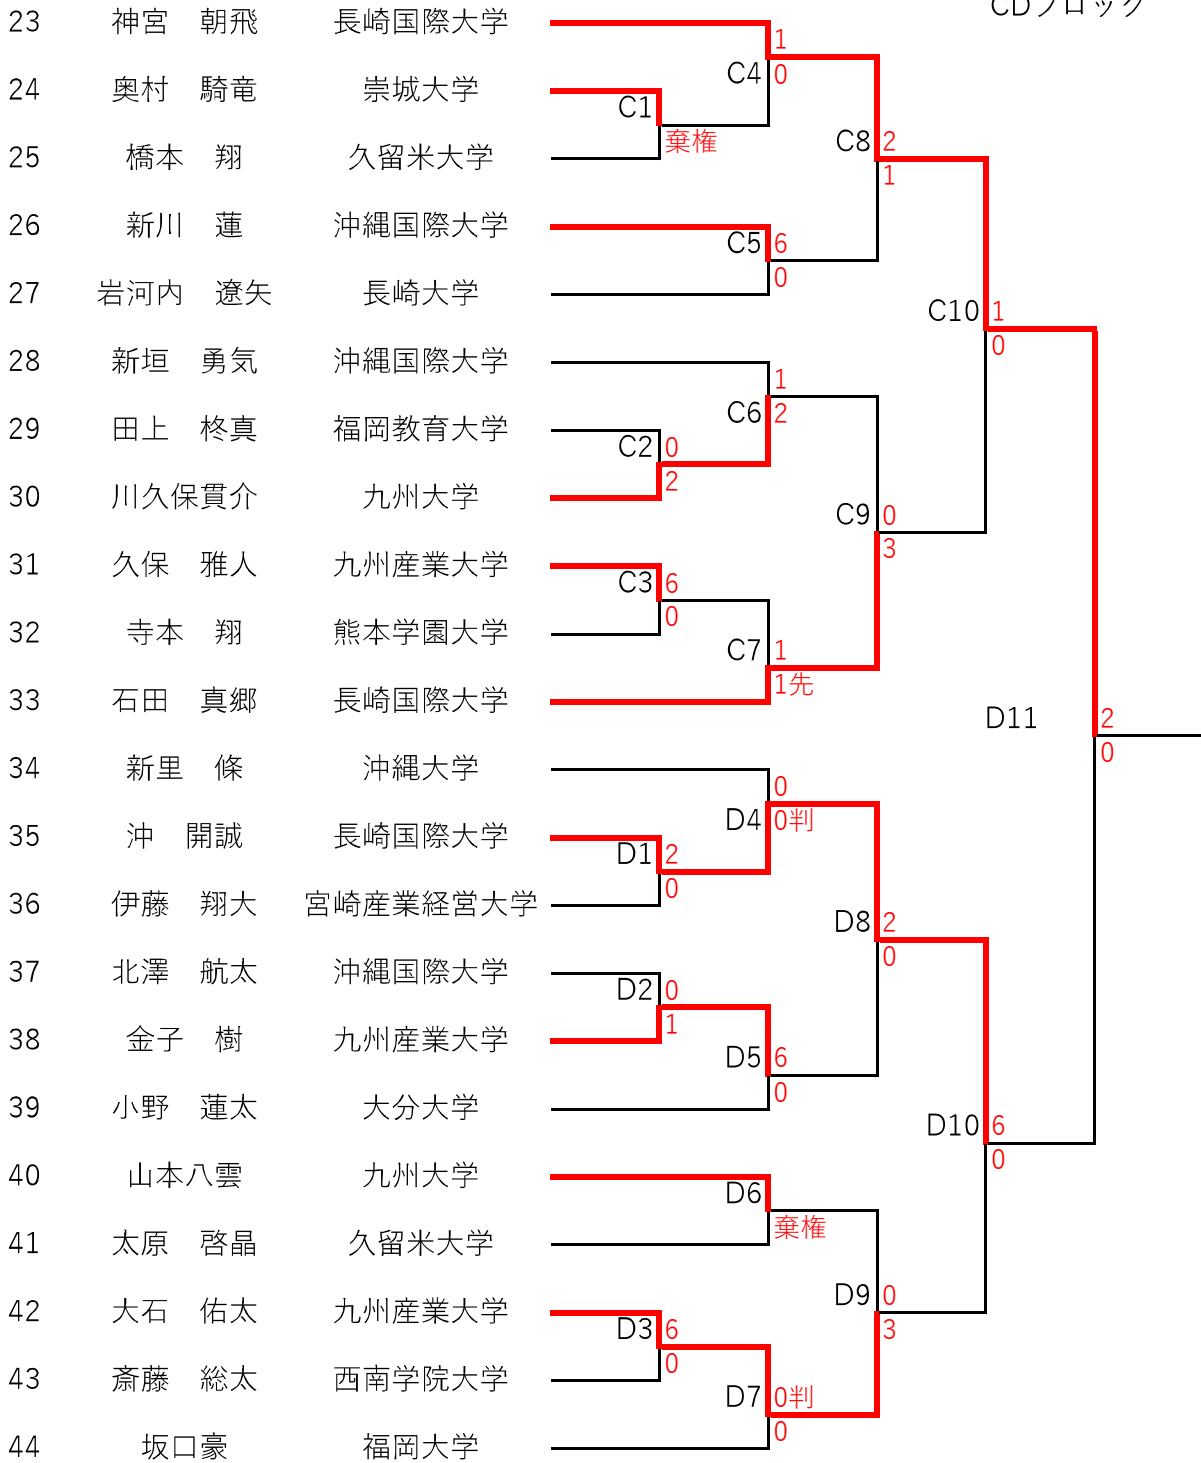 CDブロック
23 神宮 朝飛 長崎国際大学
1
C4 0
24 奥村 騎竜 崇城大学
C1
棄権
C8 2
25 橋本 翔 久留米大学
1
26 新川 蓮 沖縄国際大学
C5 6
0
27 岩河内 遼矢 長崎大学
C10 1
0
28 新垣 勇気 沖縄国際大学
1
C6 2
29 田上 柊真 福岡教育大学
C2 0
2
30 川久保貫介 九州大学
C9 0
3
31 久保 雅人 九州産業大学
C3 6
0
32 寺本 翔 熊本学園大学
C7 1
1先
33 石田 真郷 長崎国際大学
D11 2
0
34 新里 條 沖縄大学
0
D4 0判
35 沖 開誠 長崎国際大学
D1 2
0
36 伊藤 翔大 宮崎産業経営大学
D8 2
0
37 北澤 航太 沖縄国際大学
D2 0
1
38 金子 樹 九州産業大学
D5 6
0
39 小野 蓮太 大分大学
D10 6
0
40 山本八雲 九州大学
D6
棄権
41 太原 啓晶 久留米大学
D9 0
3
42 大石 佑太 九州産業大学
D3 6
0
43 斎藤 総太 西南学院大学
D7 0判
0
44 坂口豪 福岡大学